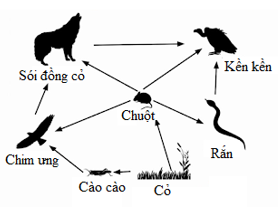 Sói đồng cỏ
Kền kền
Chuột
Chim ưng
Rắn
Cào cào
Cỏ